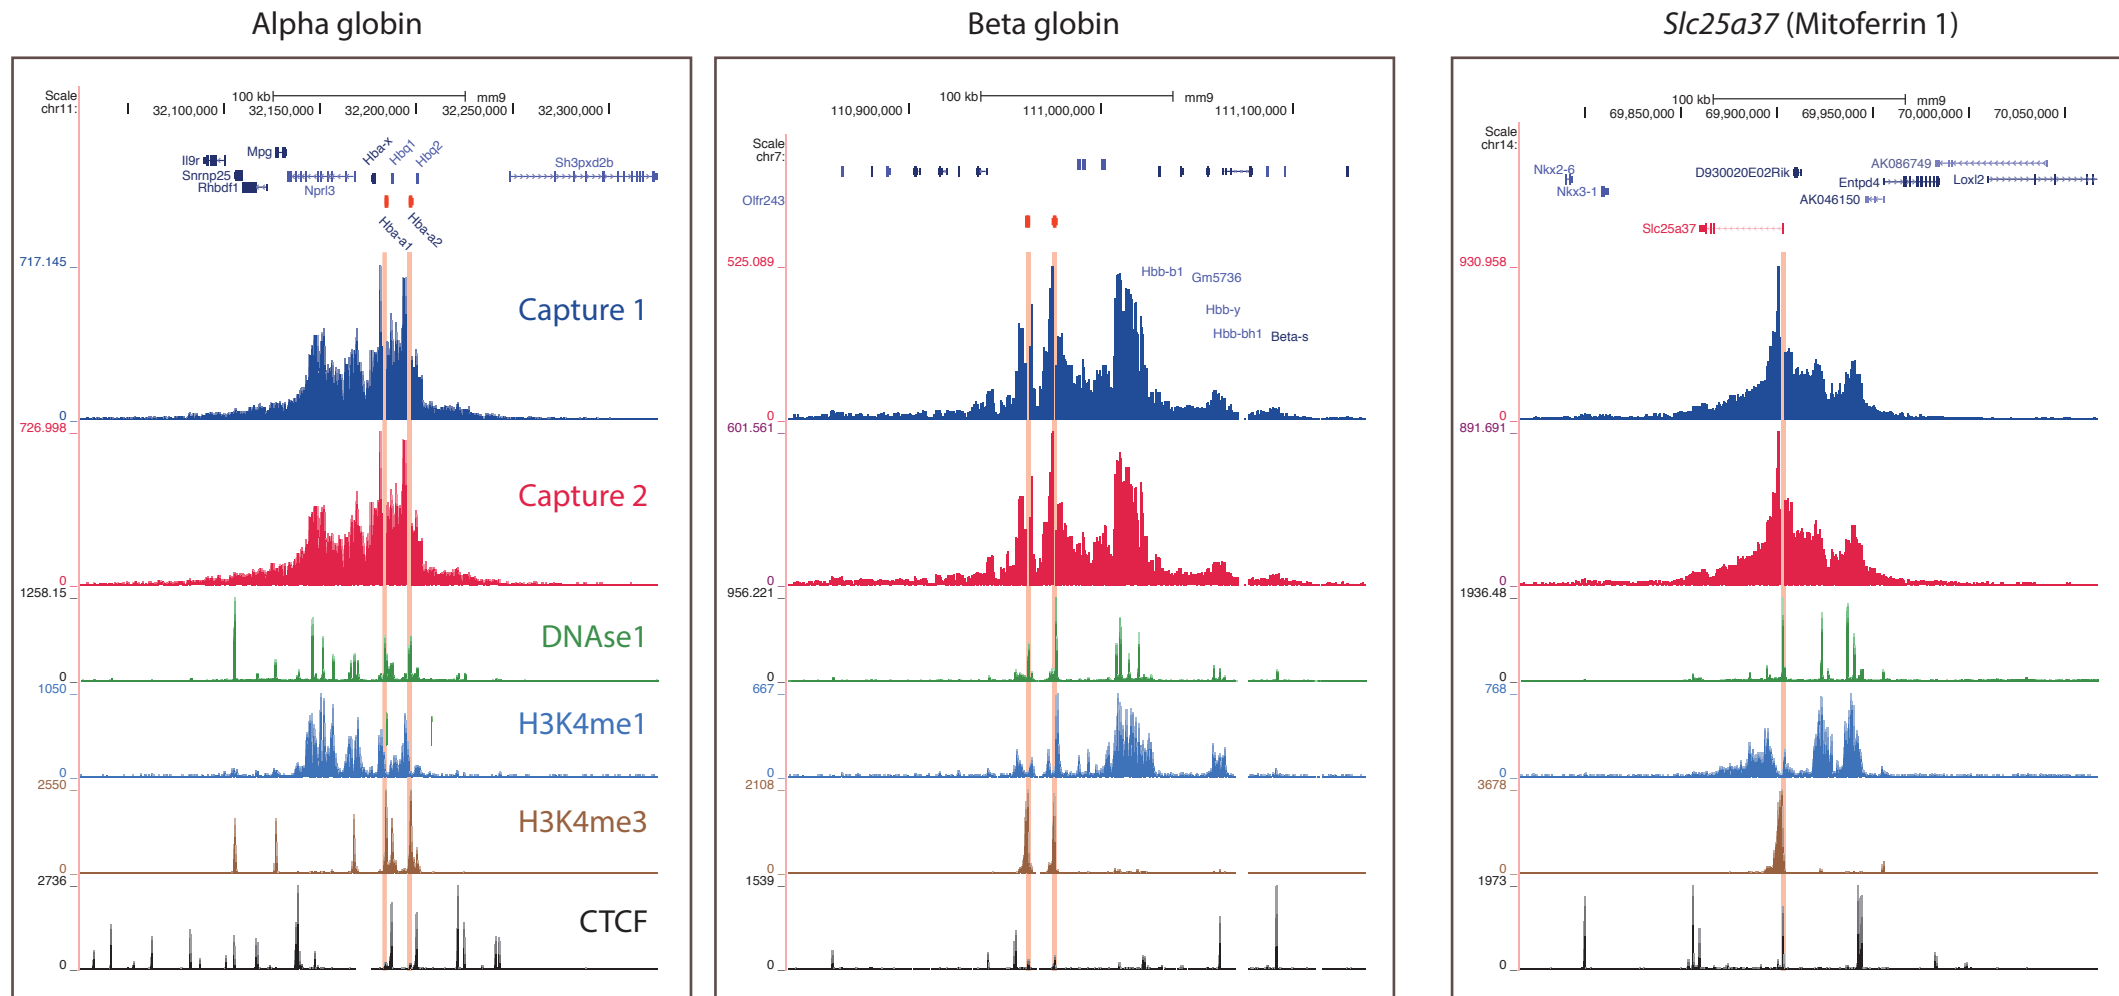 Alpha globin
Scale
100 kb
mm9
chr11:
32,100,000
32,150,000
32,200,000
32,250,000
32,300,000
Il9r
Snrnp25
Rhbdf1
Mpg
Nprl3
Hba-x
Hbq1
Hbq2
Sh3pxd2b
Hba-a1
Hba-a2
717.145
Capture 1
0
726.998
Capture 2
0
1258.15
DNAse1
0
1050
H3K4me1
0
2550
H3K4me3
0
2736
CTCF
0
Beta globin
100 kb
mm9
110,900,000
111,000,000
111,100,000
Scale
chr7:
Olfr243
525.089
Hbb-b1
Gm5736
Hbb-y
Hbb-bh1
Beta-s
0
601.561
0
956.221
0
667
0
2108
0
1539
0
Slc25a37 (Mitoferrin 1)
100 kb
mm9
69,850,000
69,900,000
69,950,000
70,000,000
70,050,000
Scale
chr14:
Nkx2-6
Nkx3-1
D930020E02Rik
AK086749
Entpd4
Loxl2
AK046150
Slc25a37
930.958
0
891.691
0
1936.48
0
768
0
3678
0
1973
0